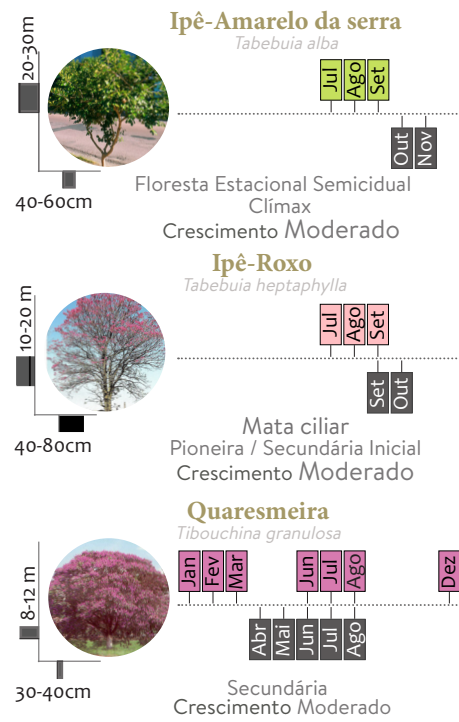 Ipê-Amarelo da serra
Tabebuia alba
20-30m
Jul Ago Set
Out Nov
40-60cm
Floresta Estacional Semicidual
Clímax
Crescimento Moderado
Ipê-Roxo
Tabebuia heptaphylla
10-20 m
Jul Ago Set
Set Out
40-80cm
Mata ciliar
Pioneira / Secundária Inicial
Crescimento Moderado
Quaresmeira
Tibouchina granulosa
8-12 m
Jan Fev Mar Jun Jul Ago Dez
Abr Mai Jun Jul Ago
30-40cm
Secundária
Crescimento Moderado